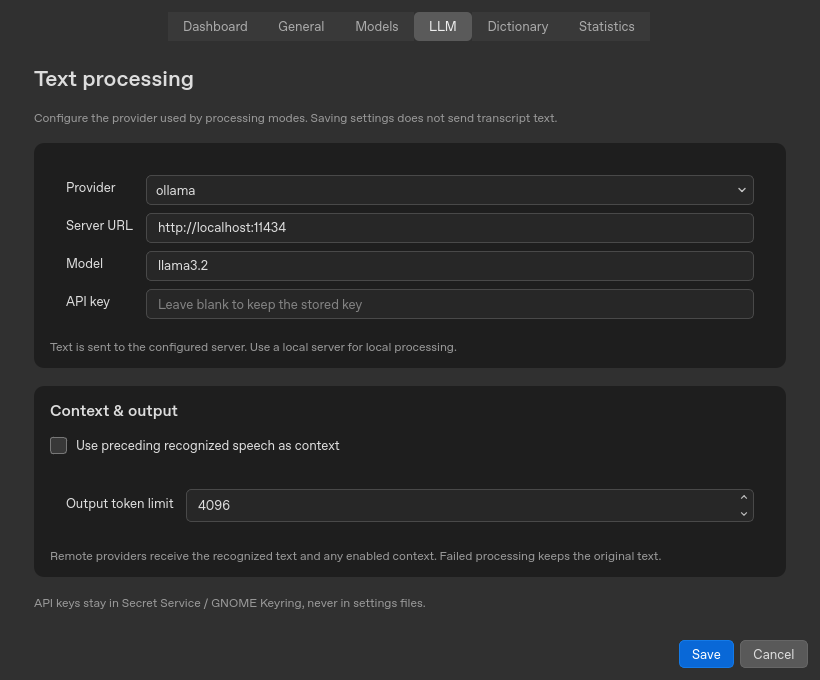 Dashboard General Models LLM Dictionary Statistics
Text processing
Configure the provider used by processing modes. Saving settings does not send transcript text.
Provider ollama
Server URL http://localhost:11434
Model llama3.2
API key Leave blank to keep the stored key
Text is sent to the configured server. Use a local server for local processing.
Context & output
Use preceding recognized speech as context
Output token limit 4096
Remote providers receive the recognized text and any enabled context. Failed processing keeps the original text.
API keys stay in Secret Service / GNOME Keyring, never in settings files.
Save Cancel